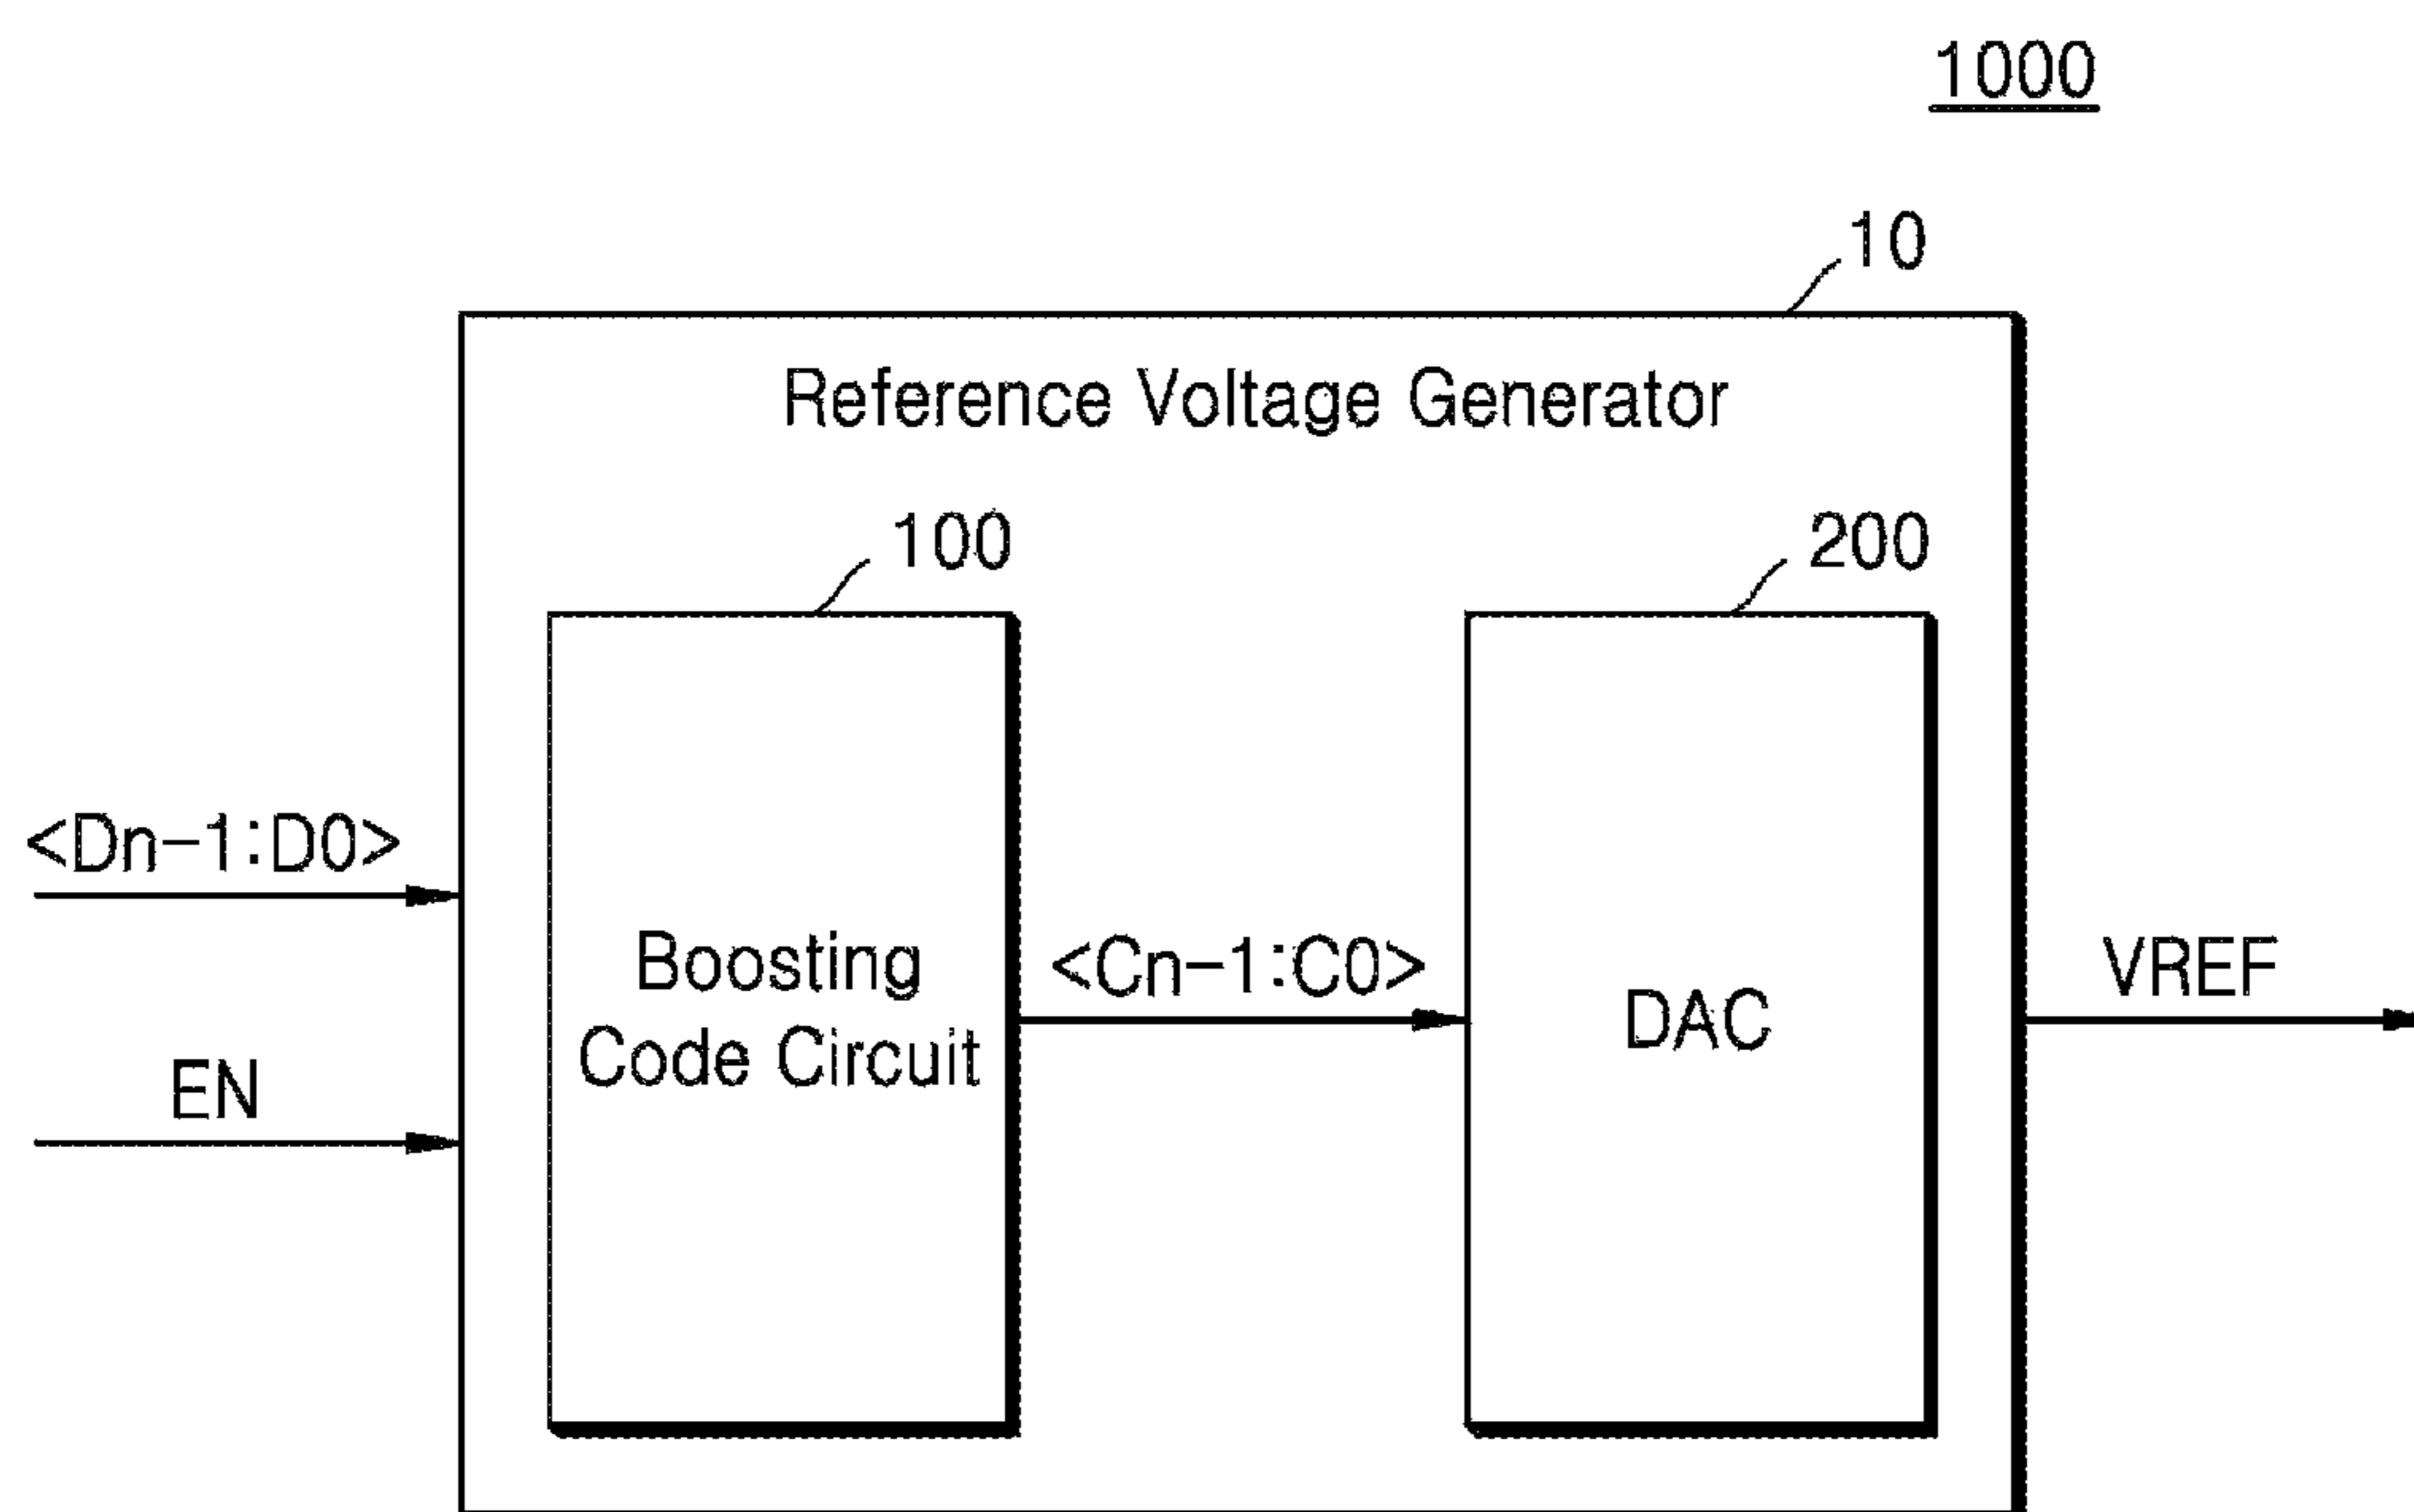 1000
10
Reference Voltage Generator
100
200
<Dn-1:D0>
EN
Boosting
Code Circuit
<Cn-1:C0>
DAC
VREF